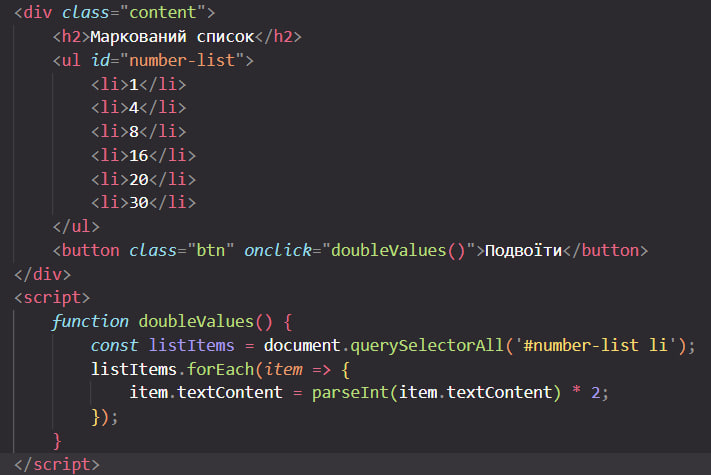 <div class="content">
<h2>Маркований список</h2>
<ul id="number-list">
<li>1</li>
<li>4</li>
<li>8</li>
<li>16</li>
<li>20</li>
<li>30</li>
</ul>
<button class="btn" onclick="doubleValues()">Подвоїти</button>
</div>
<script>
function doubleValues() {
const listItems = document.querySelectorAll('#number-list li');
listItems.forEach(item => {
item.textContent = parseInt(item.textContent) * 2;
});
}
</script>